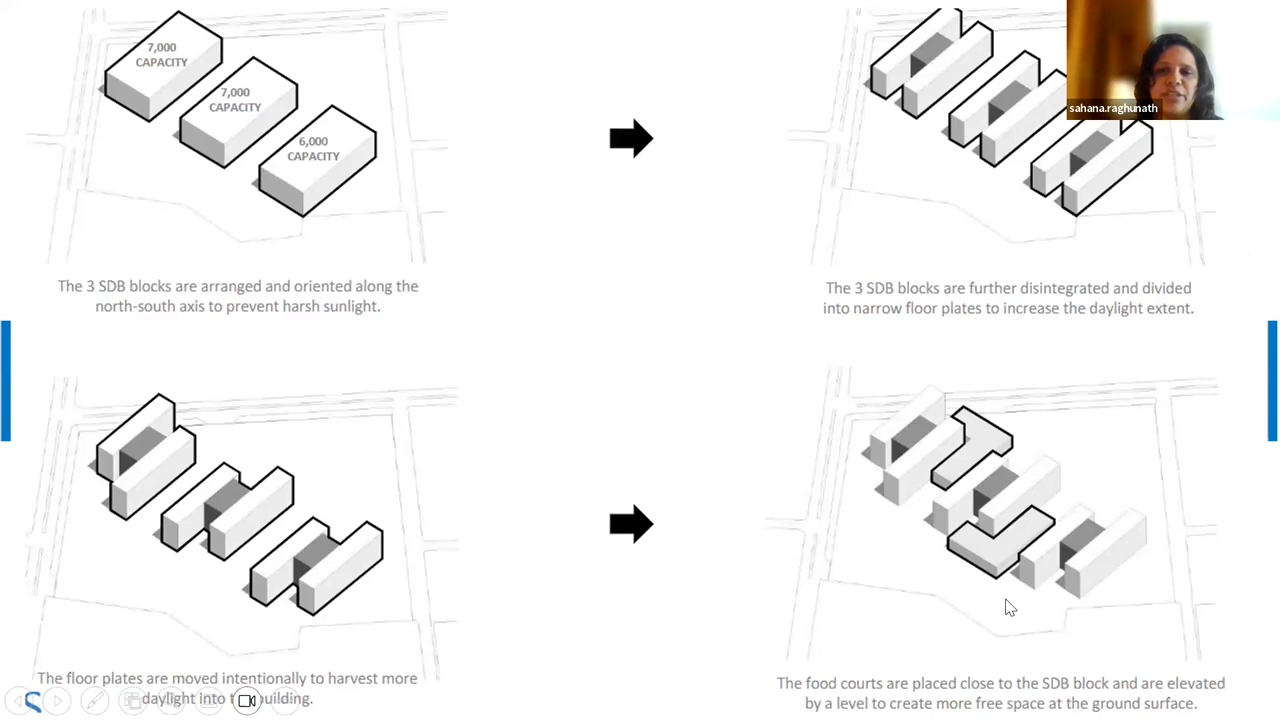 7,000
CAPACITY
7,000
CAPACITY
6,000
CAPACITY
sahana.raghunath
The 3 SDB blocks are arranged and oriented along the
north-south axis to prevent harsh sunlight.
The 3 SDB blocks are further disintegrated and divided
into narrow floor plates to increase the daylight extent.
The floor plates are moved intentionally to harvest more
daylight into building.
The food courts are placed close to the SDB block and are elevated
by a level to create more free space at the ground surface.